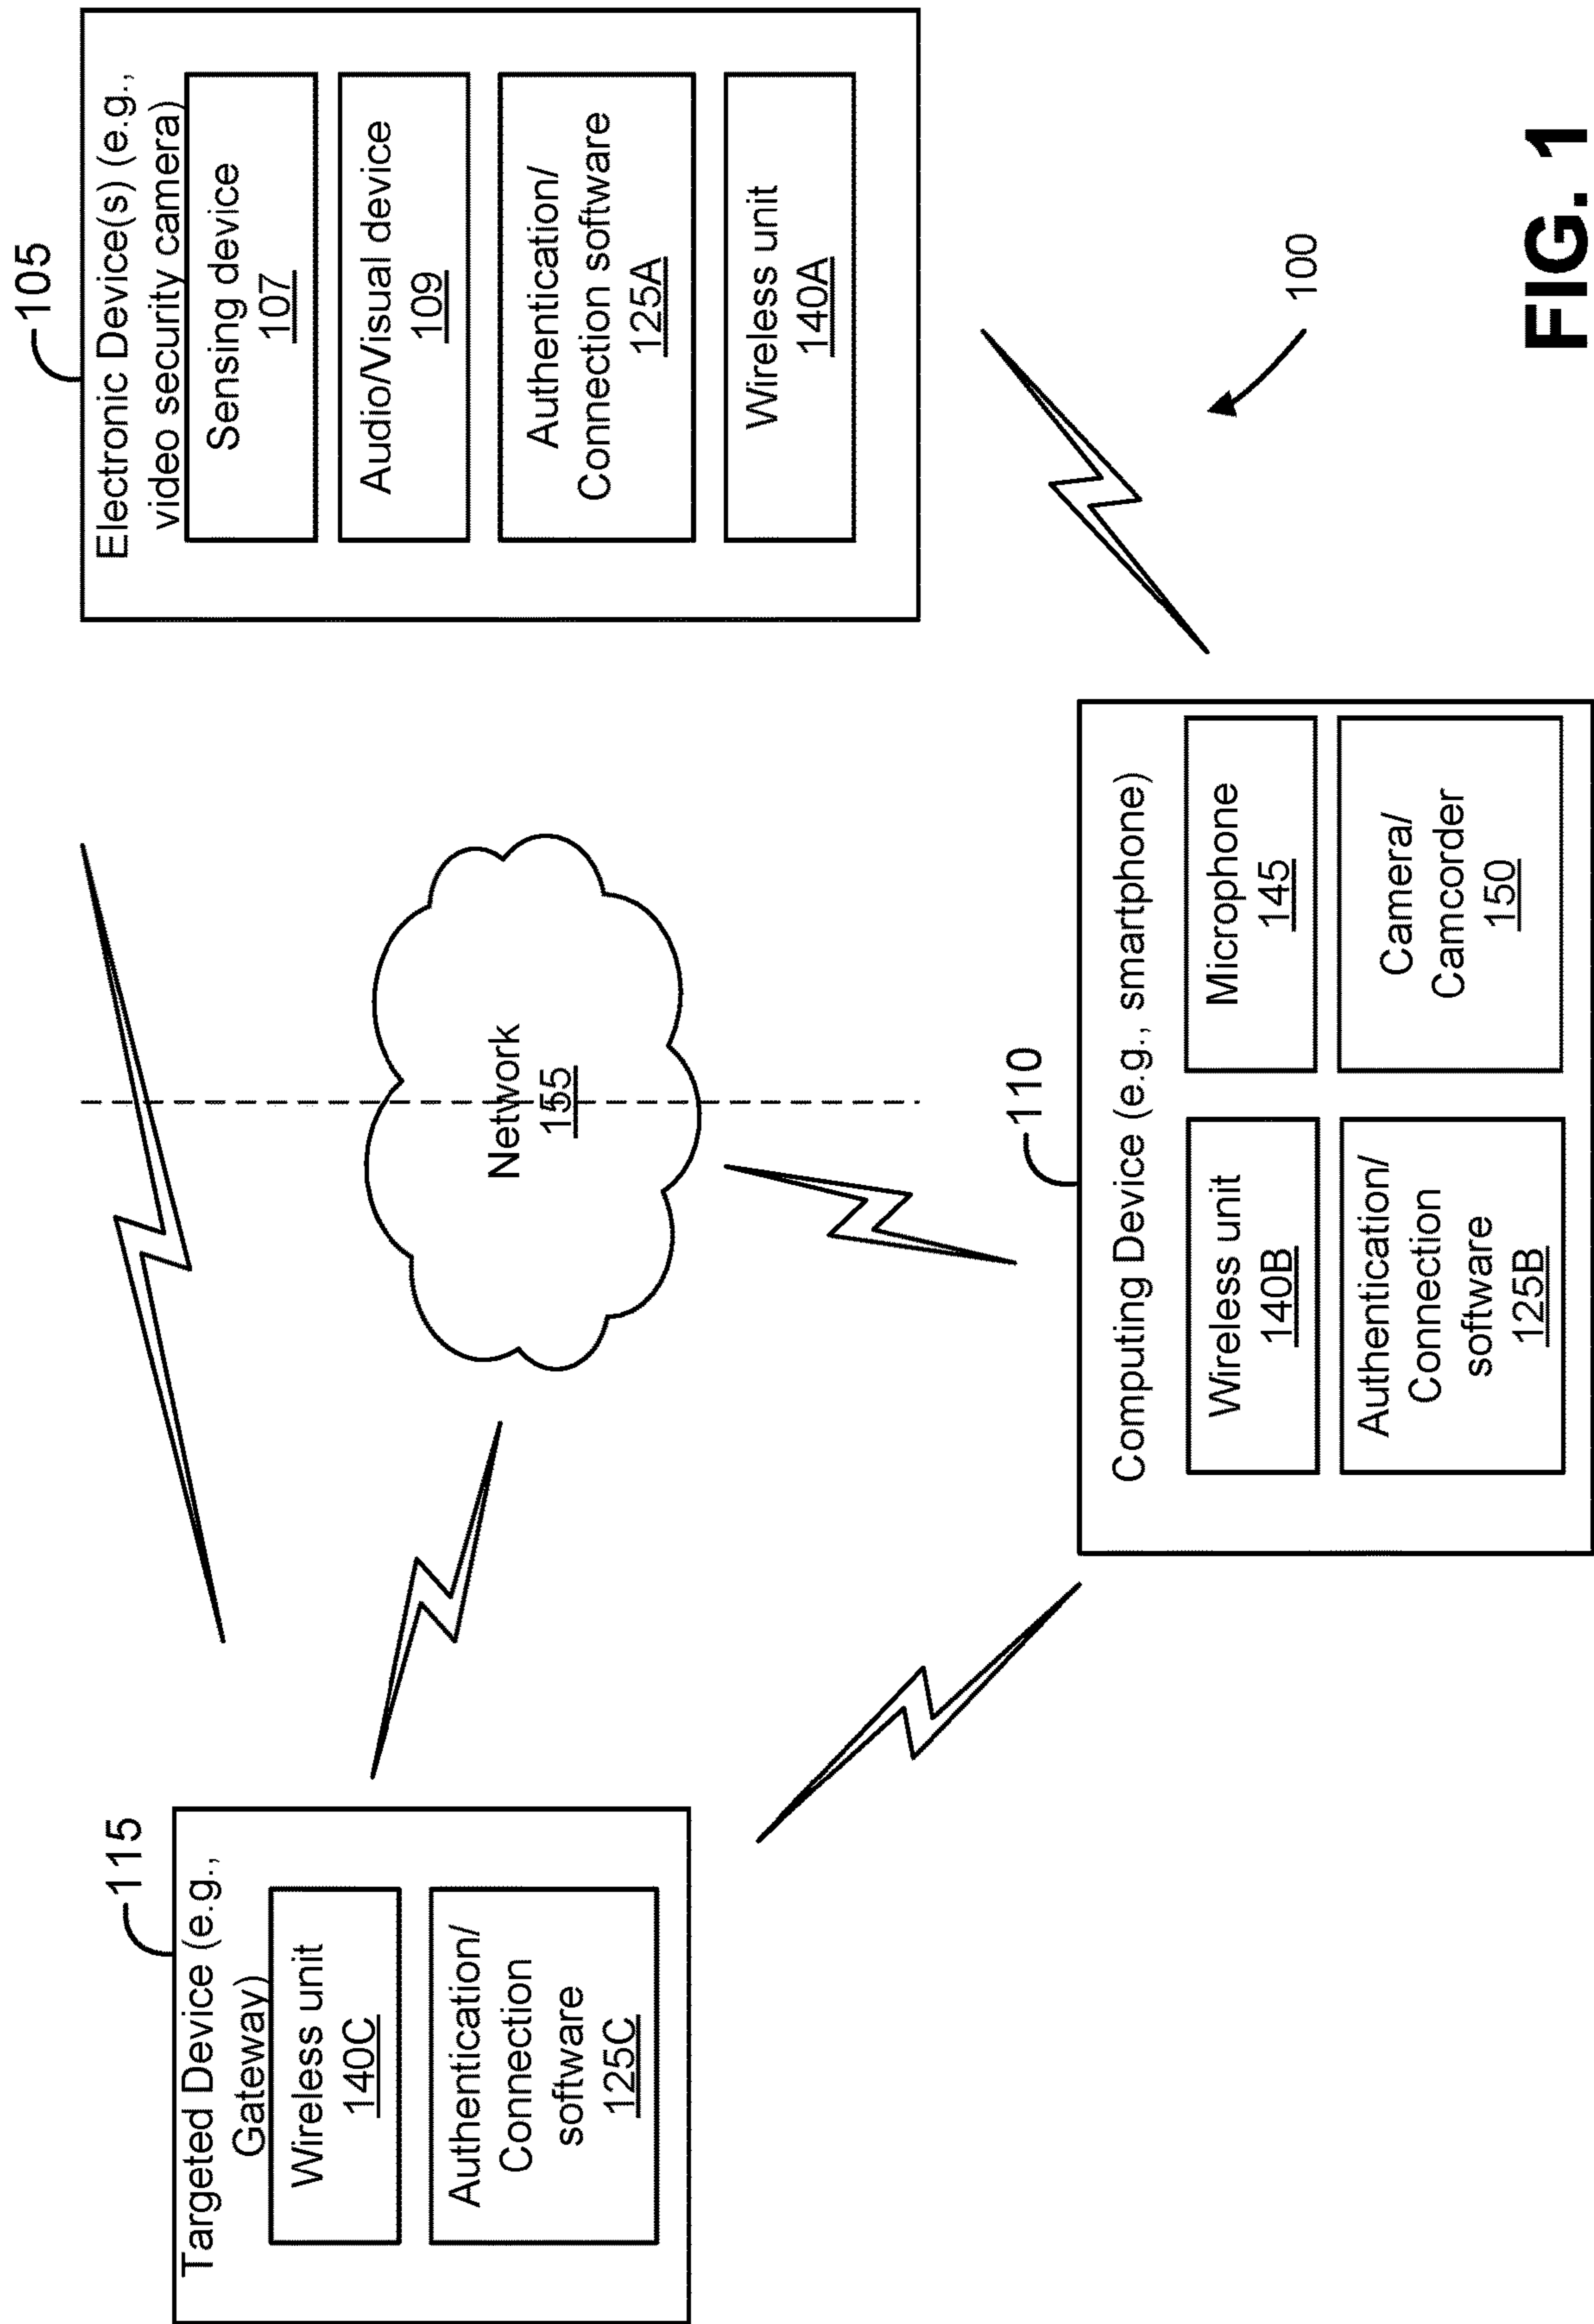 115
Targeted Device (e.g.,
Gateway)
Wireless unit
140C
Authentication/
Connection
software
125C
Network
155
105
Electronic Device(s) (e.g.,
video security camera)
Sensing device
107
Audio/Visual device
109
Authentication/
Connection software
125A
Wireless unit
140A
110
Computing Device (e.g., smartphone)
Wireless unit
140B
Microphone
145
Authentication/
Connection
software
125B
Camera/
Camcorder
150
100
FIG. 1